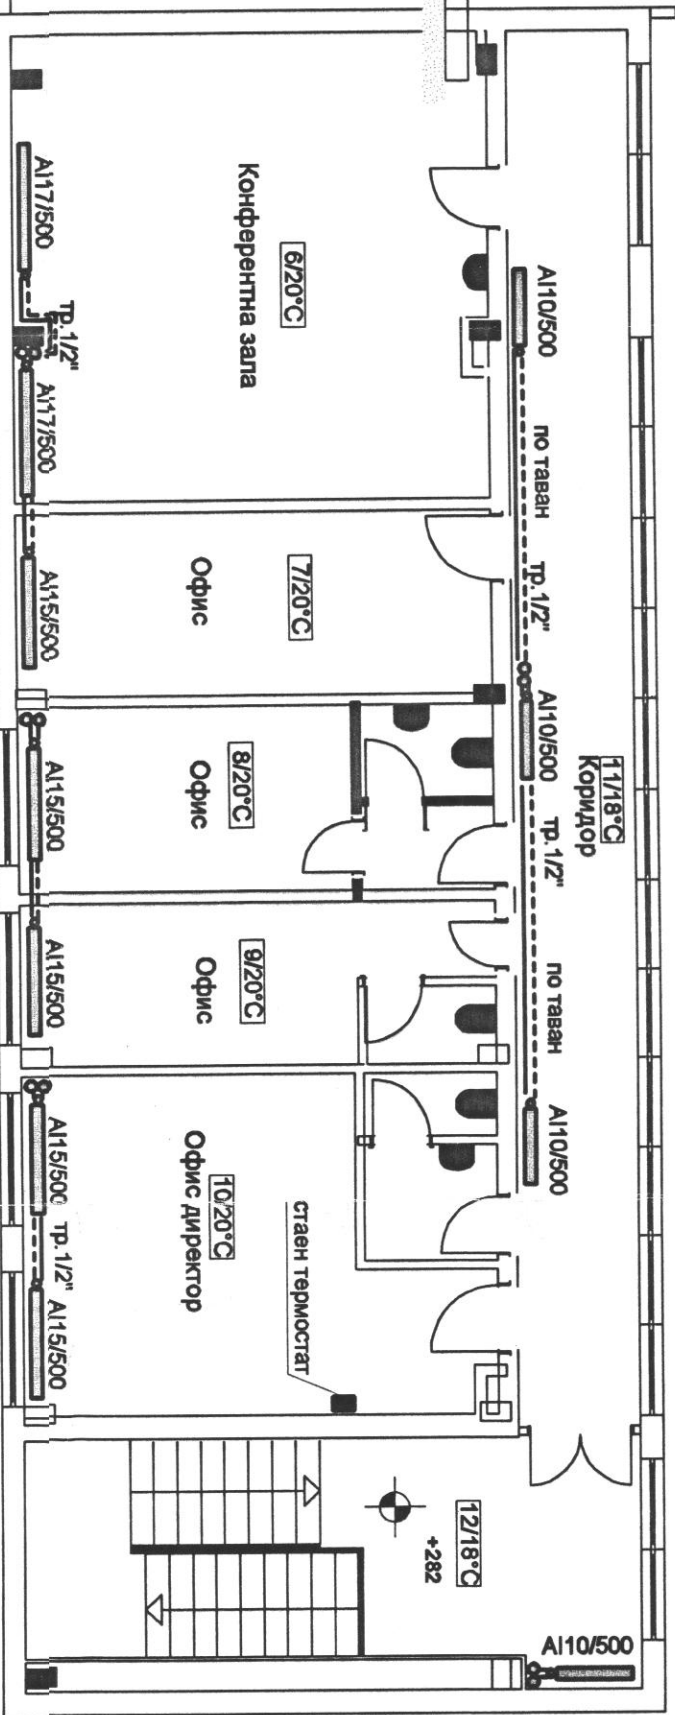 Al17/500
тр.1/2"
Al17/500
6/20°C
Конферентна зала
Al10/500
по таван
тр.1/2"
Al10/500
11/18°C
Коридор
тр.1/2"
по таван
Al10/500
7/20°C
Офис
Al15/500
8/20°C
Офис
Al15/500
9/20°C
Офис
Al15/500
10/20°C
Офис директор
стаен термостат
Al15/500
тр.1/2"
Al15/500
12/18°C
+282
Al10/500